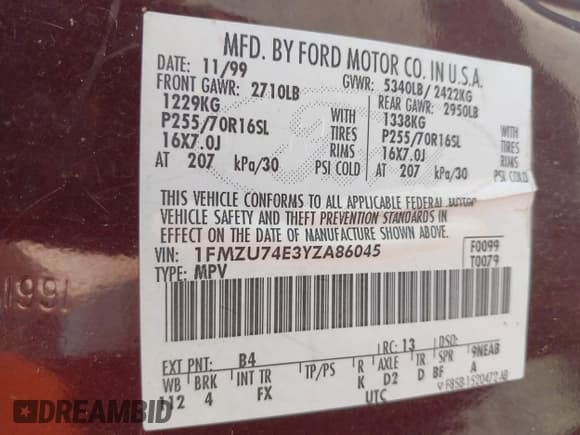 MFD. BY FORD MOTOR CO. IN U.S.A.
DATE: 11/99 GVWR: 5340LB/ 2422KG
FRONT GAWR: 2710LB REAR GAWR: 2950LB
1229KG WITH 1338KG WITH
P255/70R16SL TIRES P255/70R16SL TIRES
16X7.0J RIMS 16X7.0J RIMS
AT 207 kPa/30 PSI COLD AT 207 kPa/30 PSI COLD
THIS VEHICLE CONFORMS TO ALL APPLICABLE FEDERAL MOTOR
VEHICLE SAFETY AND THEFT PREVENTION STANDARDS IN
EFFECT ON THE DATE OF MANUFACTURE SHOWN ABOVE.
VIN: 1FMZU74E3YZA86045 F0099
TYPE: MPV T0079
EXT PNT: B4 RC: 13 DSO:
WB BRK INT TR TP/PS R AXLE TR SPR 9NEAB
112 4 FX K D2 D BF A
UTC F85B-1520472-AB
DREAMBID